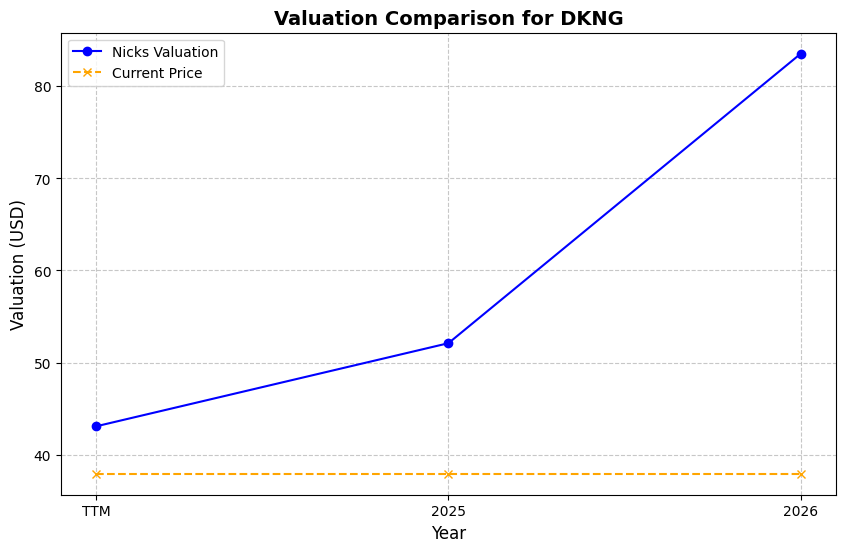 Valuation Comparison for DKNG
Nicks Valuation
Current Price
Valuation (USD)
80
70
60
50
40
TTM
2025
2026
Year